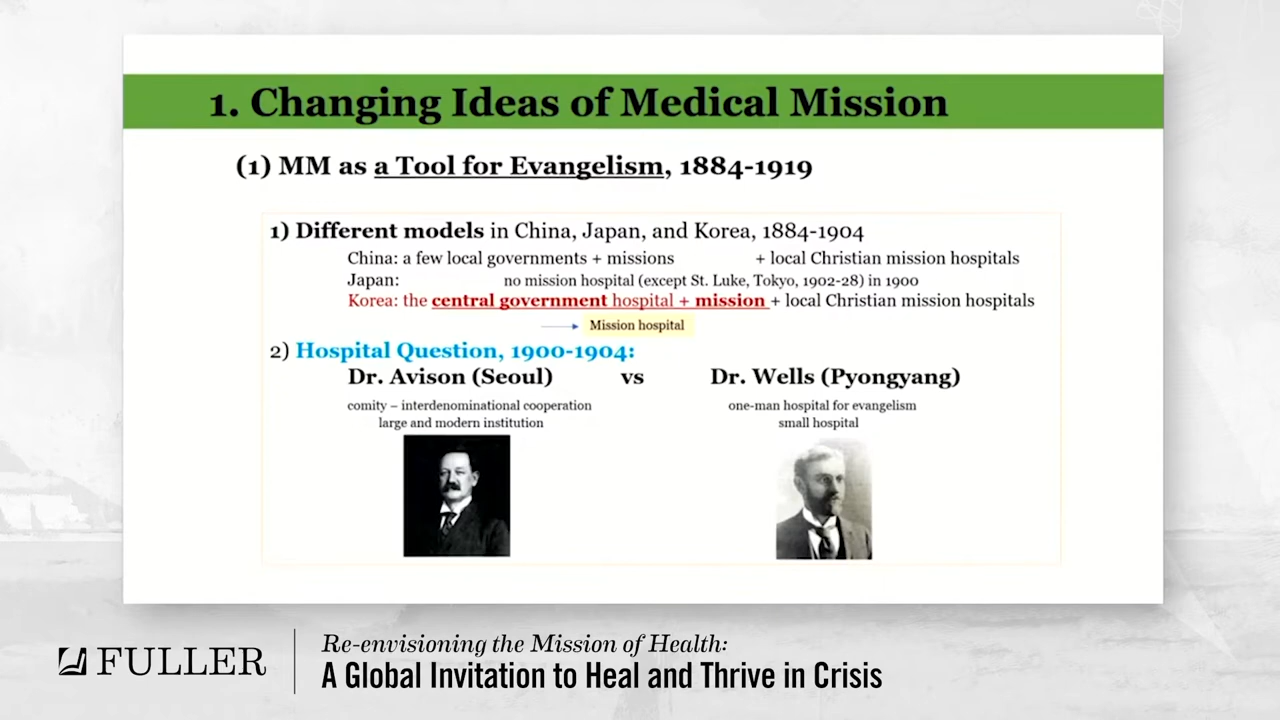 1. Changing Ideas of Medical Mission
(1) MM as a Tool for Evangelism, 1884-1919
1) Different models in China, Japan, and Korea, 1884-1904
China: a few local governments + missions + local Christian mission hospitals
Japan: no mission hospital (except St. Luke, Tokyo, 1902-28) in 1900
Korea: the central government hospital + mission + local Christian mission hospitals
Mission hospital
2) Hospital Question, 1900-1904:
Dr. Avison (Seoul) vs Dr. Wells (Pyongyang)
comity – interdenominational cooperation one-man hospital for evangelism
large and modern institution small hospital
FULLER
Re-envisioning the Mission of Health:
A Global Invitation to Heal and Thrive in Crisis